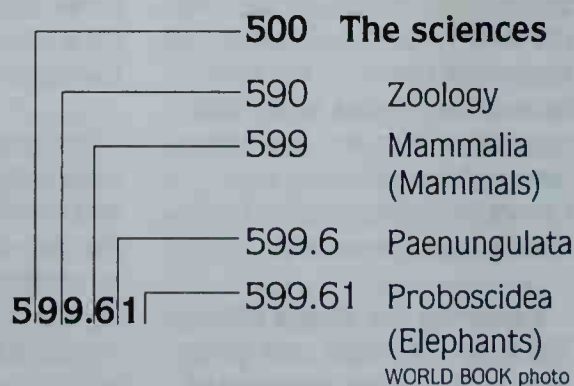 500 The sciences
590 Zoology
599 Mammalia
(Mammals)
599.6 Paenungulata
599.61
599.61 Proboscidea
(Elephants)
WORLD BOOK photo